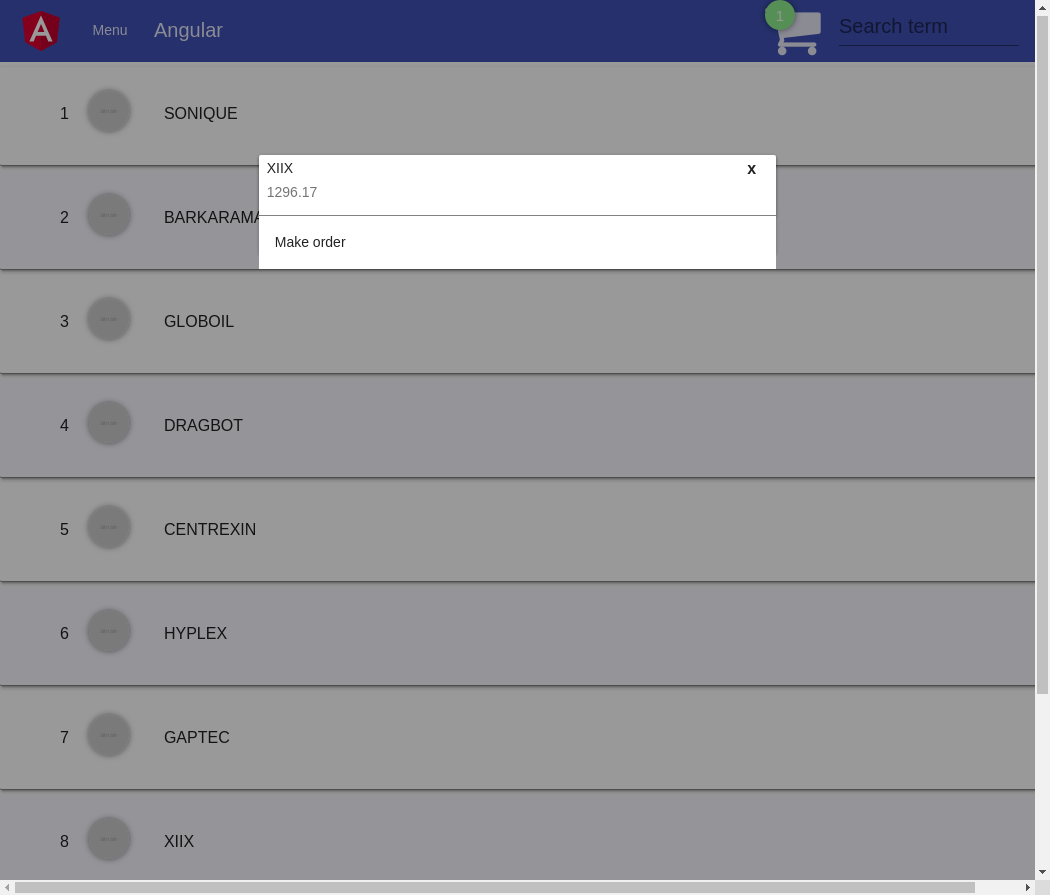 Menu
Angular
1
Search term
1
SONIQUE
XIIX
x
1296.17
2
BARKARAMA
Make order
3
GLOBOIL
4
DRAGBOT
5
CENTREXIN
6
HYPLEX
7
GAPTEC
8
XIIX